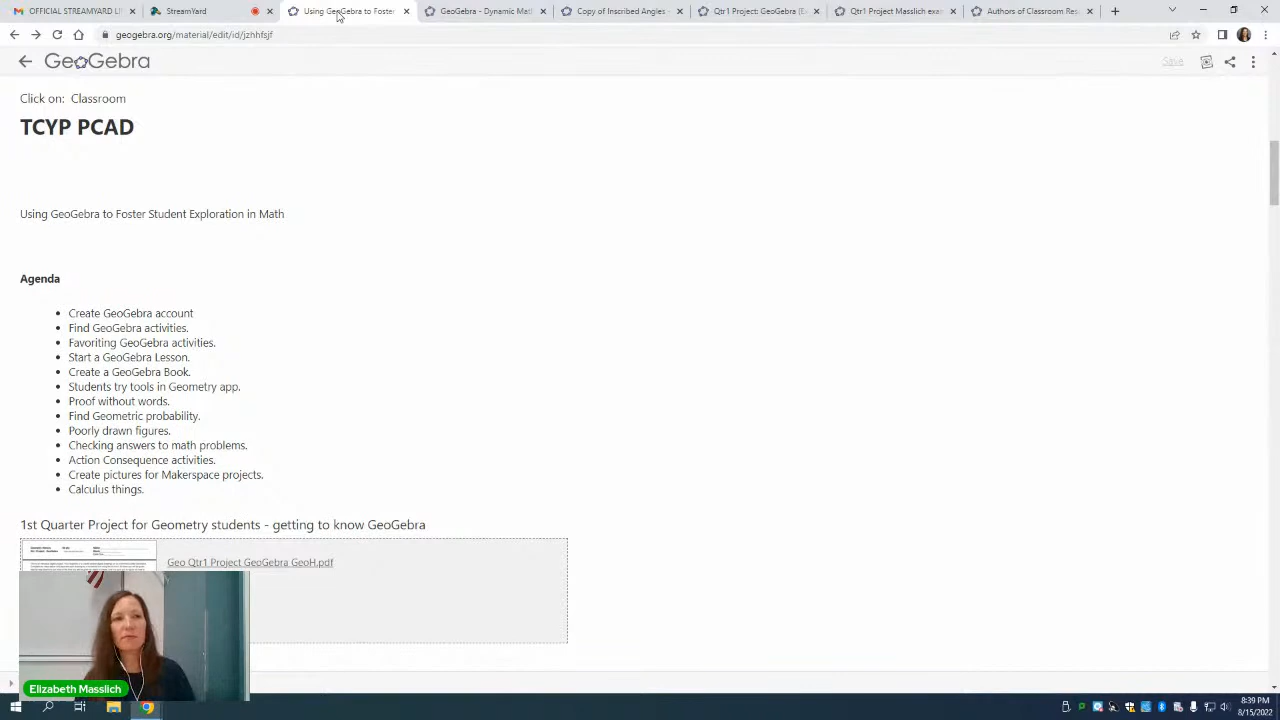 OFFICIAL STREAMYARD LI
StreamYard
Using GeoGebra to Foster
GeoGebra - Dynamic Mat
Copy of Inscribed Angles -
Qtr1 Project GeoGebra (E
Qtr1 Project Masslich exa
Authors of Classroom Res
geogebra.org/material/edit/id/jzhhfsjf
GeoGebra
Save
Click on: Classroom
TCYP PCAD
Using GeoGebra to Foster Student Exploration in Math
Agenda
• Create GeoGebra account
• Find GeoGebra activities.
• Favoriting GeoGebra activities.
• Start a GeoGebra Lesson.
• Create a GeoGebra Book.
• Students try tools in Geometry app.
• Proof without words.
• Find Geometric probability.
• Poorly drawn figures.
• Checking answers to math problems.
• Action Consequence activities.
• Create pictures for Makerspace projects.
• Calculus things.
1st Quarter Project for Geometry students - getting to know GeoGebra
Geo Qtr1 Project GeoGebra GeoH.pdf
Elizabeth Masslich
8:39 PM
8/15/2022